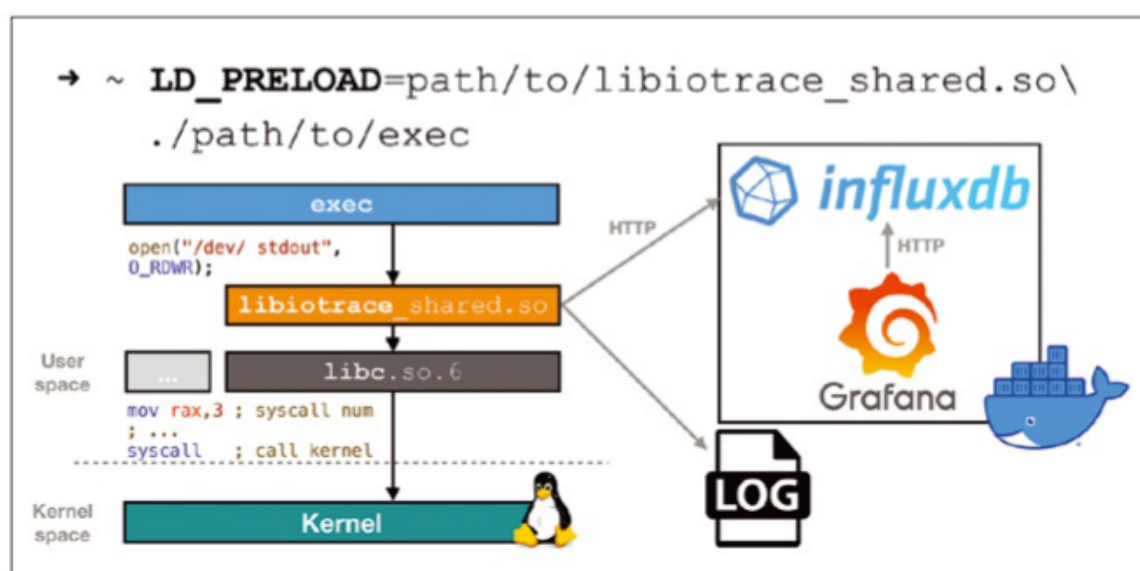 ➜ ~ LD_PRELOAD=path/to/libiotrace_shared.so\
./path/to/exec
exec
open("/dev/ stdout",
O_RDWR);
libiotrace_shared.so
User
space
...
libc.so.6
mov rax,3 ; syscall num
; ...
syscall ; call kernel
Kernel
space
Kernel
HTTP
influxdb
HTTP
Grafana
LOG